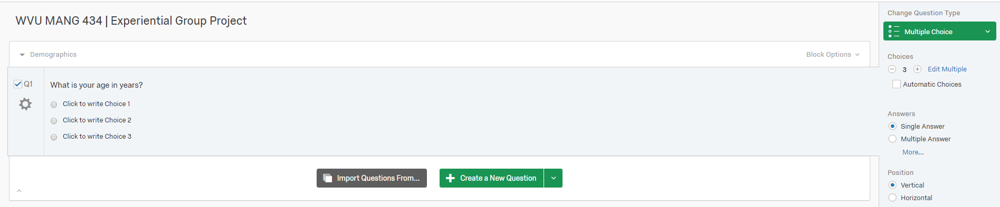 WVU MANG 434 | Experiential Group Project
Demographics
Block Options
Q1
What is your age in years?
Click to write Choice 1
Click to write Choice 2
Click to write Choice 3
Import Questions From...
Create a New Question
Change Question Type
Multiple Choice
Choices
3
Edit Multiple
Automatic Choices
Answers
Single Answer
Multiple Answer
More...
Position
Vertical
Horizontal